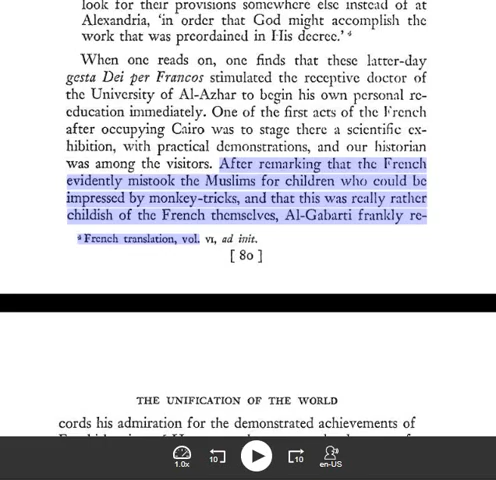 look for their provisions somewhere else instead of at
Alexandria, ‘in order that God might accomplish the
work that was preordained in His decree.’ ⁴
When one reads on, one finds that these latter-day
gesta Dei per Francos stimulated the receptive doctor of
the University of Al-Azhar to begin his own personal re-
education immediately. One of the first acts of the French
after occupying Cairo was to stage there a scientific ex-
hibition, with practical demonstrations, and our historian
was among the visitors. After remarking that the French
evidently mistook the Muslims for children who could be
impressed by monkey-tricks, and that this was really rather
childish of the French themselves, Al-Gabarti frankly re-
⁴ French translation, vol. vi, ad init.
[ 80 ]
THE UNIFICATION OF THE WORLD
cords his admiration for the demonstrated achievements of
1.0x
10
10
en-US